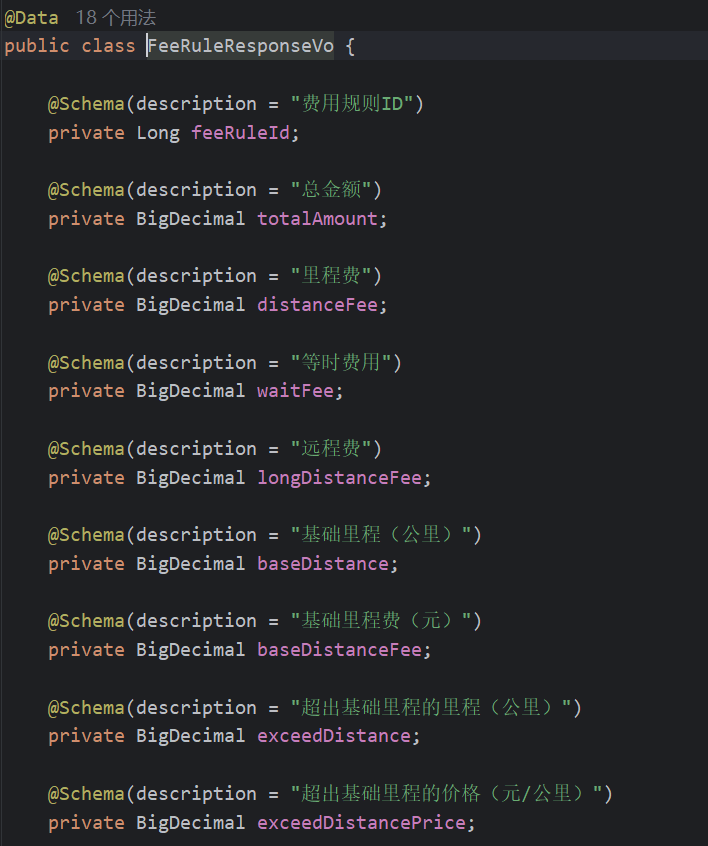 @Data 18 个用法
public class FeeRuleResponseVo {
@Schema(description = "费用规则ID")
private Long feeRuleId;
@Schema(description = "总金额")
private BigDecimal totalAmount;
@Schema(description = "里程费")
private BigDecimal distanceFee;
@Schema(description = "等时费用")
private BigDecimal waitFee;
@Schema(description = "远程费")
private BigDecimal longDistanceFee;
@Schema(description = "基础里程（公里）")
private BigDecimal baseDistance;
@Schema(description = "基础里程费（元）")
private BigDecimal baseDistanceFee;
@Schema(description = "超出基础里程的里程（公里）")
private BigDecimal exceedDistance;
@Schema(description = "超出基础里程的价格（元/公里）")
private BigDecimal exceedDistancePrice;